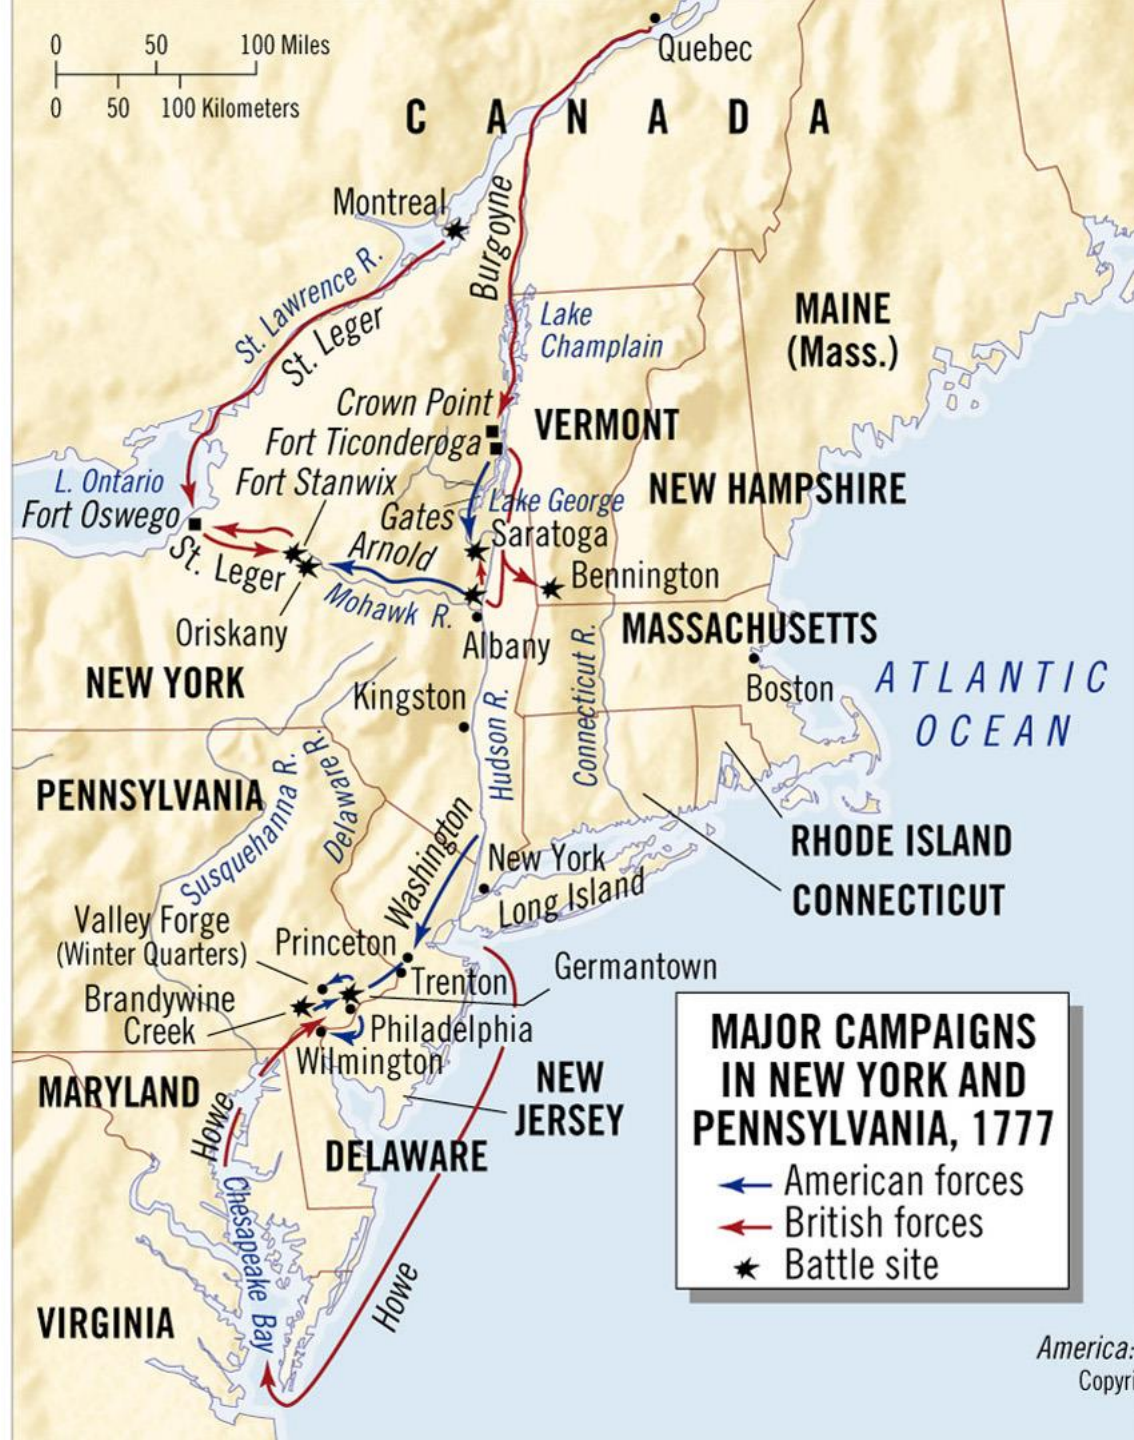 0 50 100 Miles
0 50 100 Kilometers
Quebec
CANADA
Montreal
Burgoyne
St. Lawrence R.
St. Leger
Lake
Champlain
MAINE
(Mass.)
Crown Point
VERMONT
Fort Ticonderoga
L. Ontario
Fort Stanwix
NEW HAMPSHIRE
Fort Oswego
Gates
Lake George
Saratoga
St. Leger
Arnold
Bennington
Mohawk R.
Oriskany
Albany
MASSACHUSETTS
Boston
NEW YORK
Kingston
Hudson R.
Connecticut R.
ATLANTIC
OCEAN
PENNSYLVANIA
Susquehanna R.
Delaware R.
Washington
New York
Long Island
RHODE ISLAND
CONNECTICUT
Valley Forge
(Winter Quarters)
Princeton
Trenton
Germantown
Brandywine
Creek
Philadelphia
Wilmington
MARYLAND
Howe
NEW
JERSEY
DELAWARE
Chesapeake Bay
Howe
VIRGINIA
MAJOR CAMPAIGNS
IN NEW YORK AND
PENNSYLVANIA, 1777
American forces
British forces
Battle site
America:
Copyri